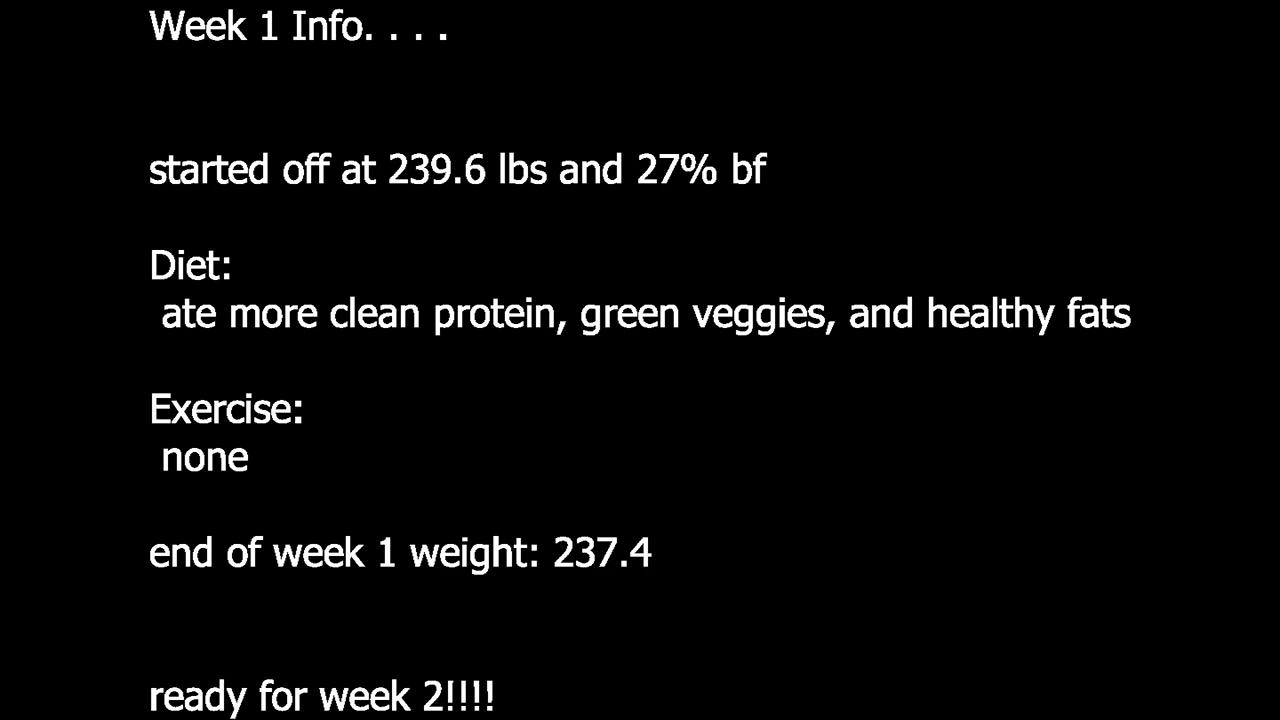 Week 1 Info. . . .
started off at 239.6 lbs and 27% bf
Diet:
ate more clean protein, green veggies, and healthy fats
Exercise:
none
end of week 1 weight: 237.4
ready for week 2!!!!